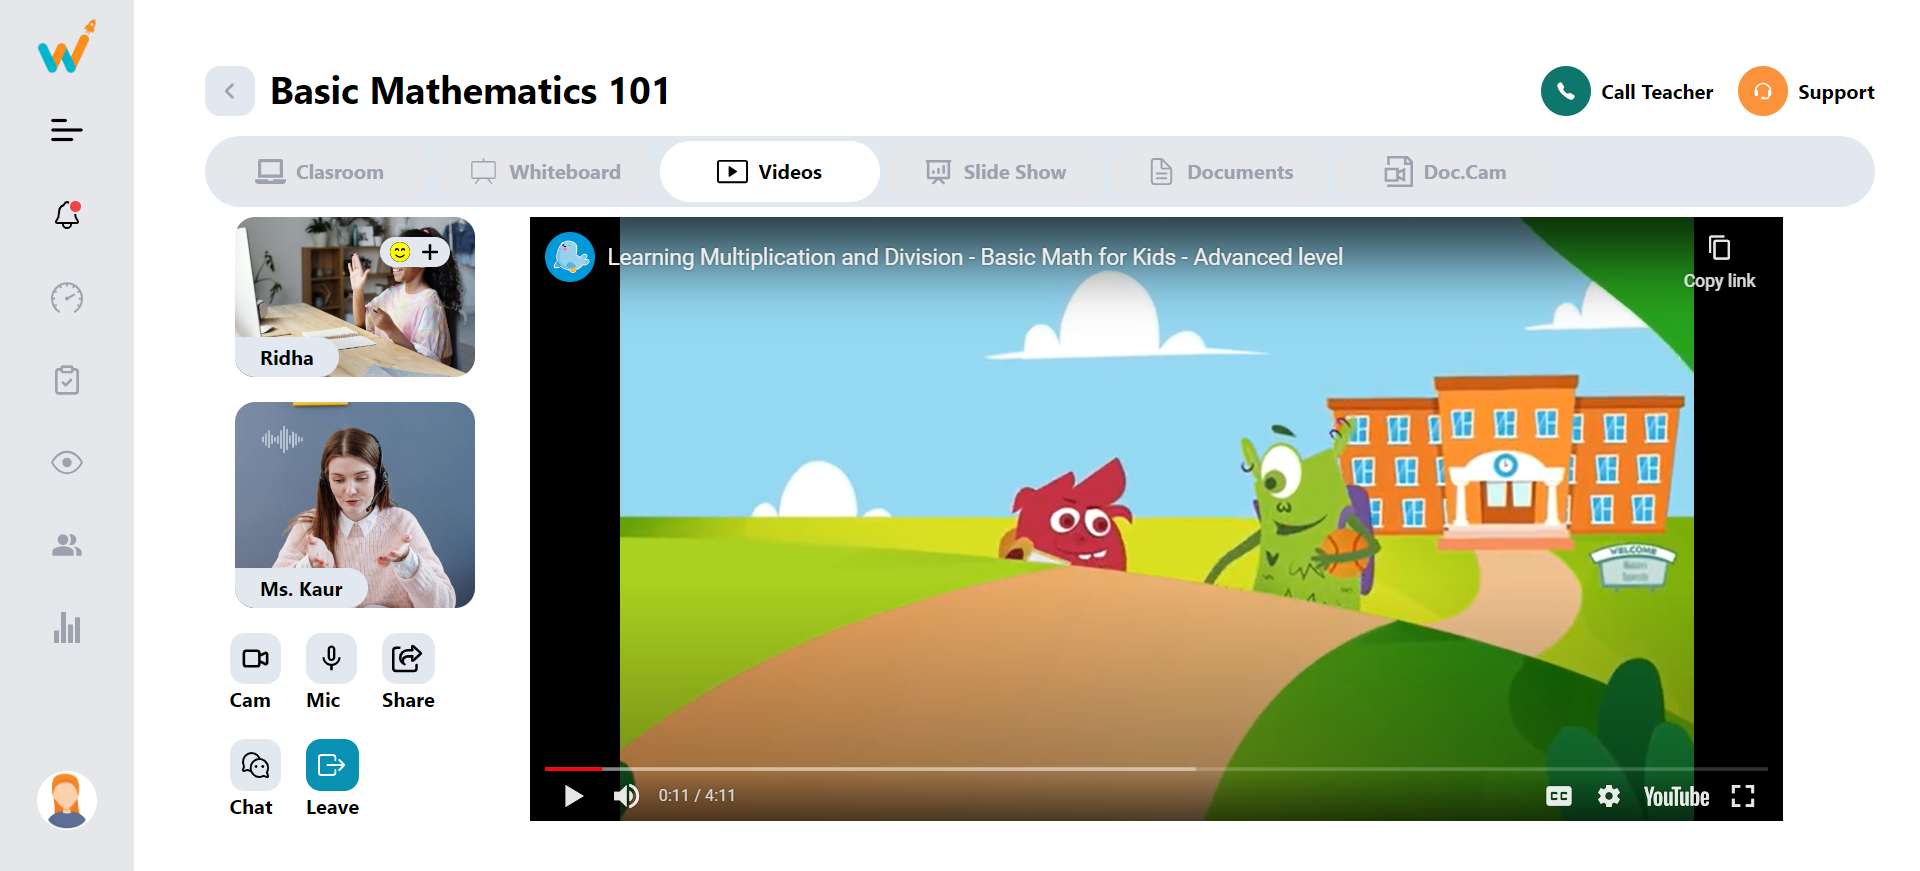 Basic Mathematics 101
Call Teacher
Support
Clasroom
Whiteboard
Videos
Slide Show
Documents
Doc.Cam
Ridha
Ms. Kaur
Cam
Mic
Share
Chat
Leave
Learning Multiplication and Division - Basic Math for Kids - Advanced level
Copy link
WELCOME
0:11 / 4:11
CC
YouTube